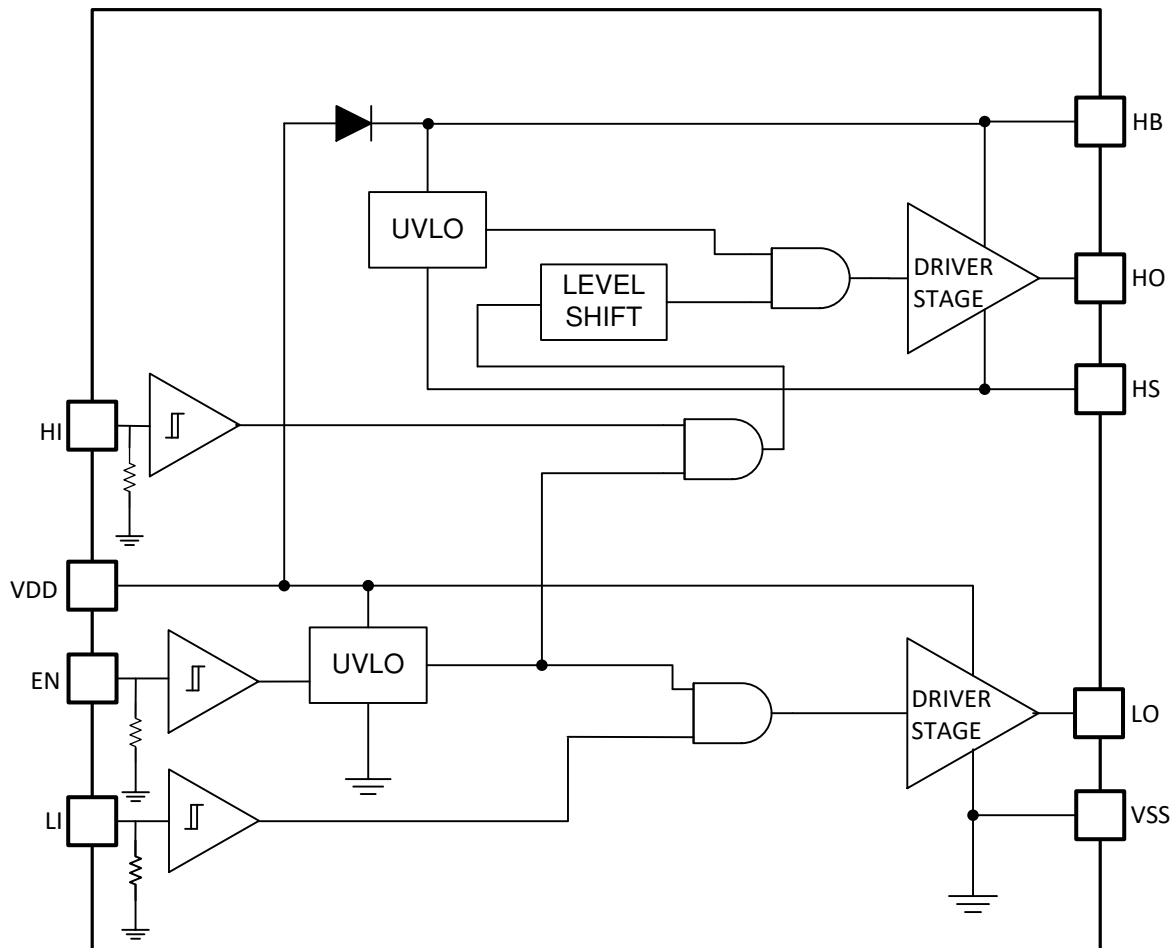 HB
UVLO
DRIVER
STAGE
HO
LEVEL
SHIFT
HS
HI
VDD
EN
UVLO
DRIVER
STAGE
LO
LI
VSS